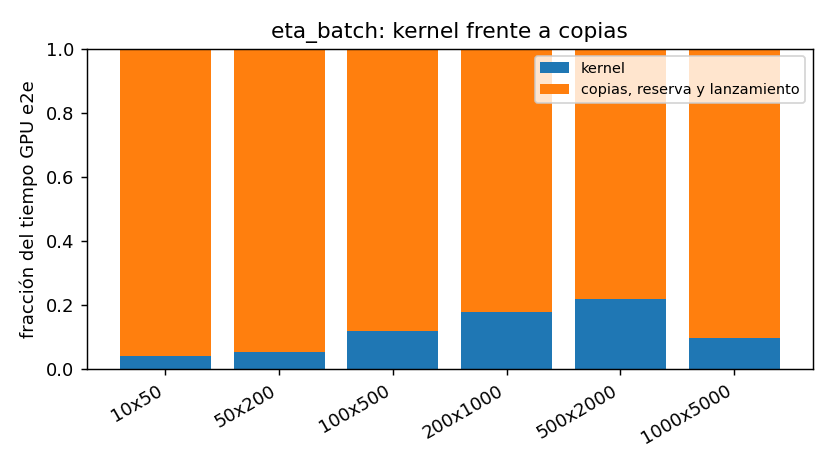 eta_batch: kernel frente a copias
fracción del tiempo GPU e2e
1.0
0.8
0.6
0.4
0.2
0.0
kernel
copias, reserva y lanzamiento
10x50
50x200
100x500
200x1000
500x2000
1000x5000